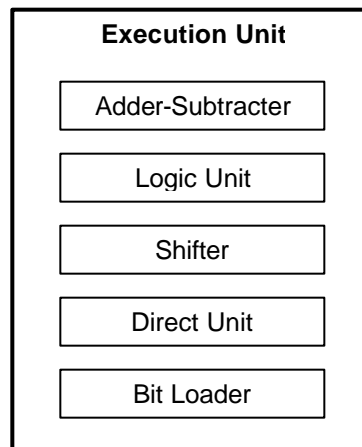 Execution Unit
Adder-Subtracter
Logic Unit
Shifter
Direct Unit
Bit Loader